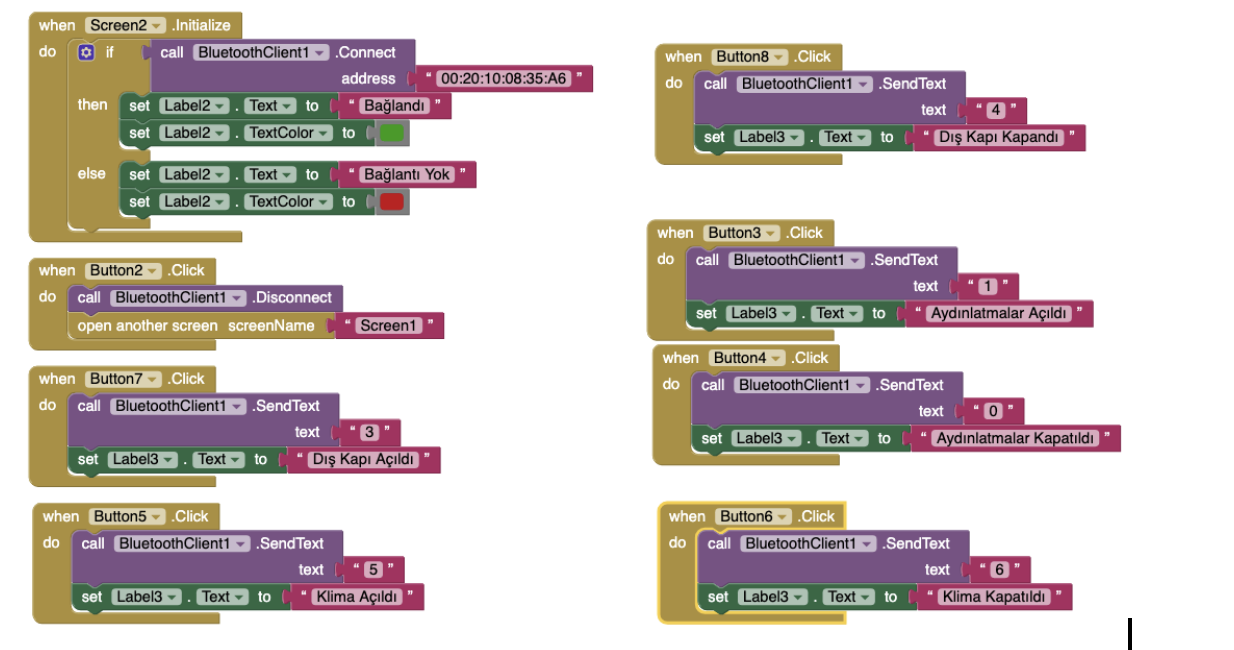 when Screen2 .Initialize
do if call BluetoothClient1 .Connect
address " 00:20:10:08:35:A6 "
then set Label2 . Text to " Bağlandı "
set Label2 . TextColor to
else set Label2 . Text to " Bağlantı Yok "
set Label2 . TextColor to
when Button2 .Click
do call BluetoothClient1 .Disconnect
open another screen screenName " Screen1 "
when Button7 .Click
do call BluetoothClient1 .SendText
text " 3 "
set Label3 . Text to " Dış Kapı Açıldı "
when Button5 .Click
do call BluetoothClient1 .SendText
text " 5 "
set Label3 . Text to " Klima Açıldı "
when Button8 .Click
do call BluetoothClient1 .SendText
text " 4 "
set Label3 . Text to " Dış Kapı Kapandı "
when Button3 .Click
do call BluetoothClient1 .SendText
text " 1 "
set Label3 . Text to " Aydınlatmalar Açıldı "
when Button4 .Click
do call BluetoothClient1 .SendText
text " 0 "
set Label3 . Text to " Aydınlatmalar Kapatıldı "
when Button6 .Click
do call BluetoothClient1 .SendText
text " 6 "
set Label3 . Text to " Klima Kapatıldı "